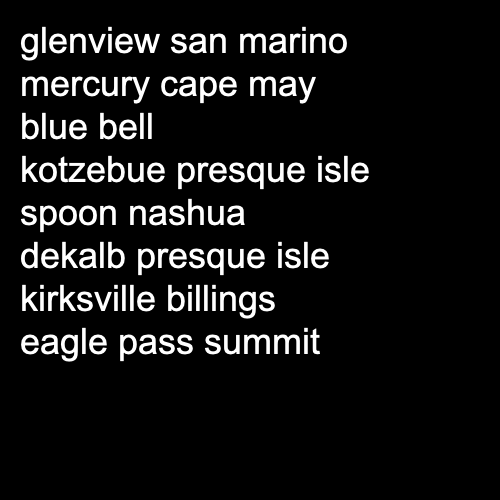 glenview san marino
mercury cape may
blue bell
kotzebue presque isle
spoon nashua
dekalb presque isle
kirksville billings
eagle pass summit